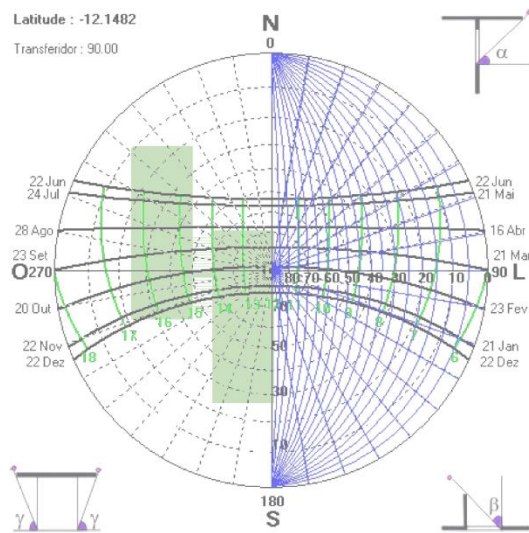 Latitude : -12.1482
Transferidor : 90.00
N
0
α
22 Jun
24 Jul
28 Ago
23 Set
O270
20 Out
22 Nov
22 Dez
22 Jun
21 Mai
16 Abr
21 Mar
90 L
23 Fev
21 Jan
22 Dez
80 70 60 50 40 30 20 10 0
70
50
30
10
18 17 16 15 14 13 12 11 10 9 8 7 6
180
S
γ γ
β